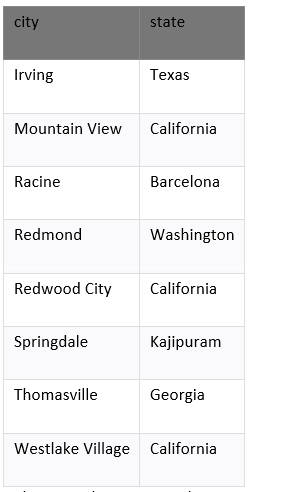 city state
Irving Texas
Mountain View California
Racine Barcelona
Redmond Washington
Redwood City California
Springdale Kajipuram
Thomasville Georgia
Westlake Village California